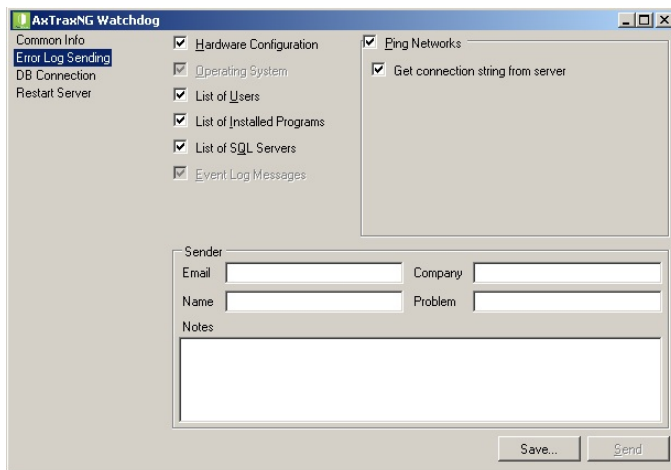 AxTraxNG Watchdog
Common Info
Error Log Sending
DB Connection
Restart Server
Hardware Configuration
Operating System
List of Users
List of Installed Programs
List of SQL Servers
Event Log Messages
Ping Networks
Get connection string from server
Sender
Email
Company
Name
Problem
Notes
Save...
Send